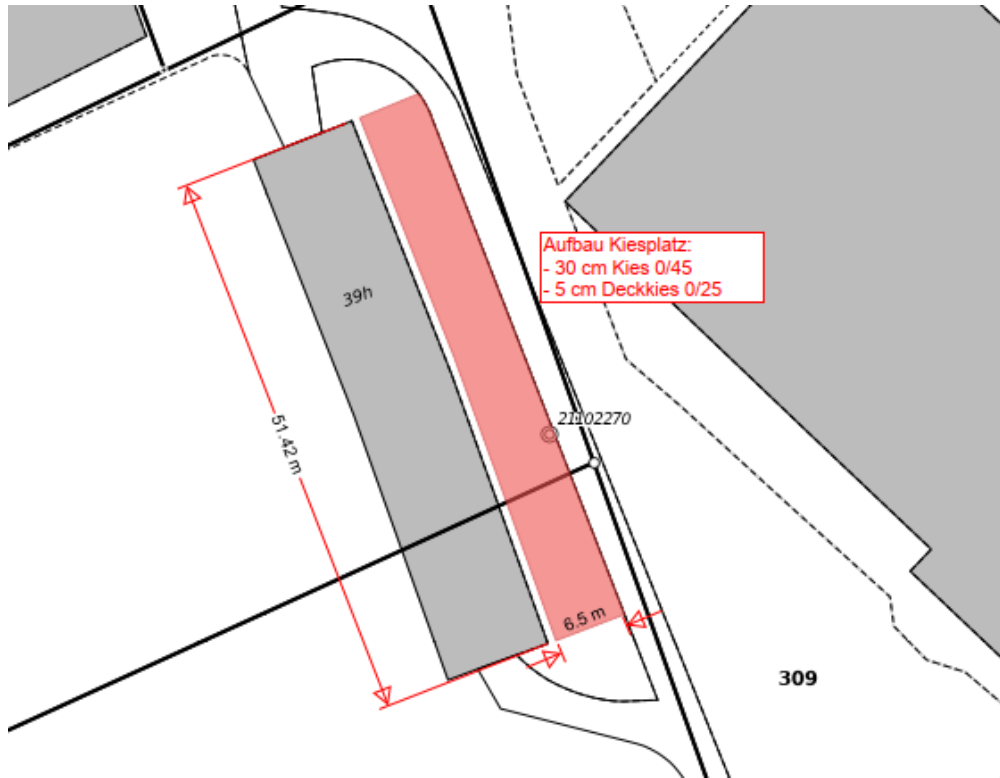 Aufbau Kiesplatz:
- 30 cm Kies 0/45
- 5 cm Deckkies 0/25
39h
21102270
51.42 m
6.5 m
309